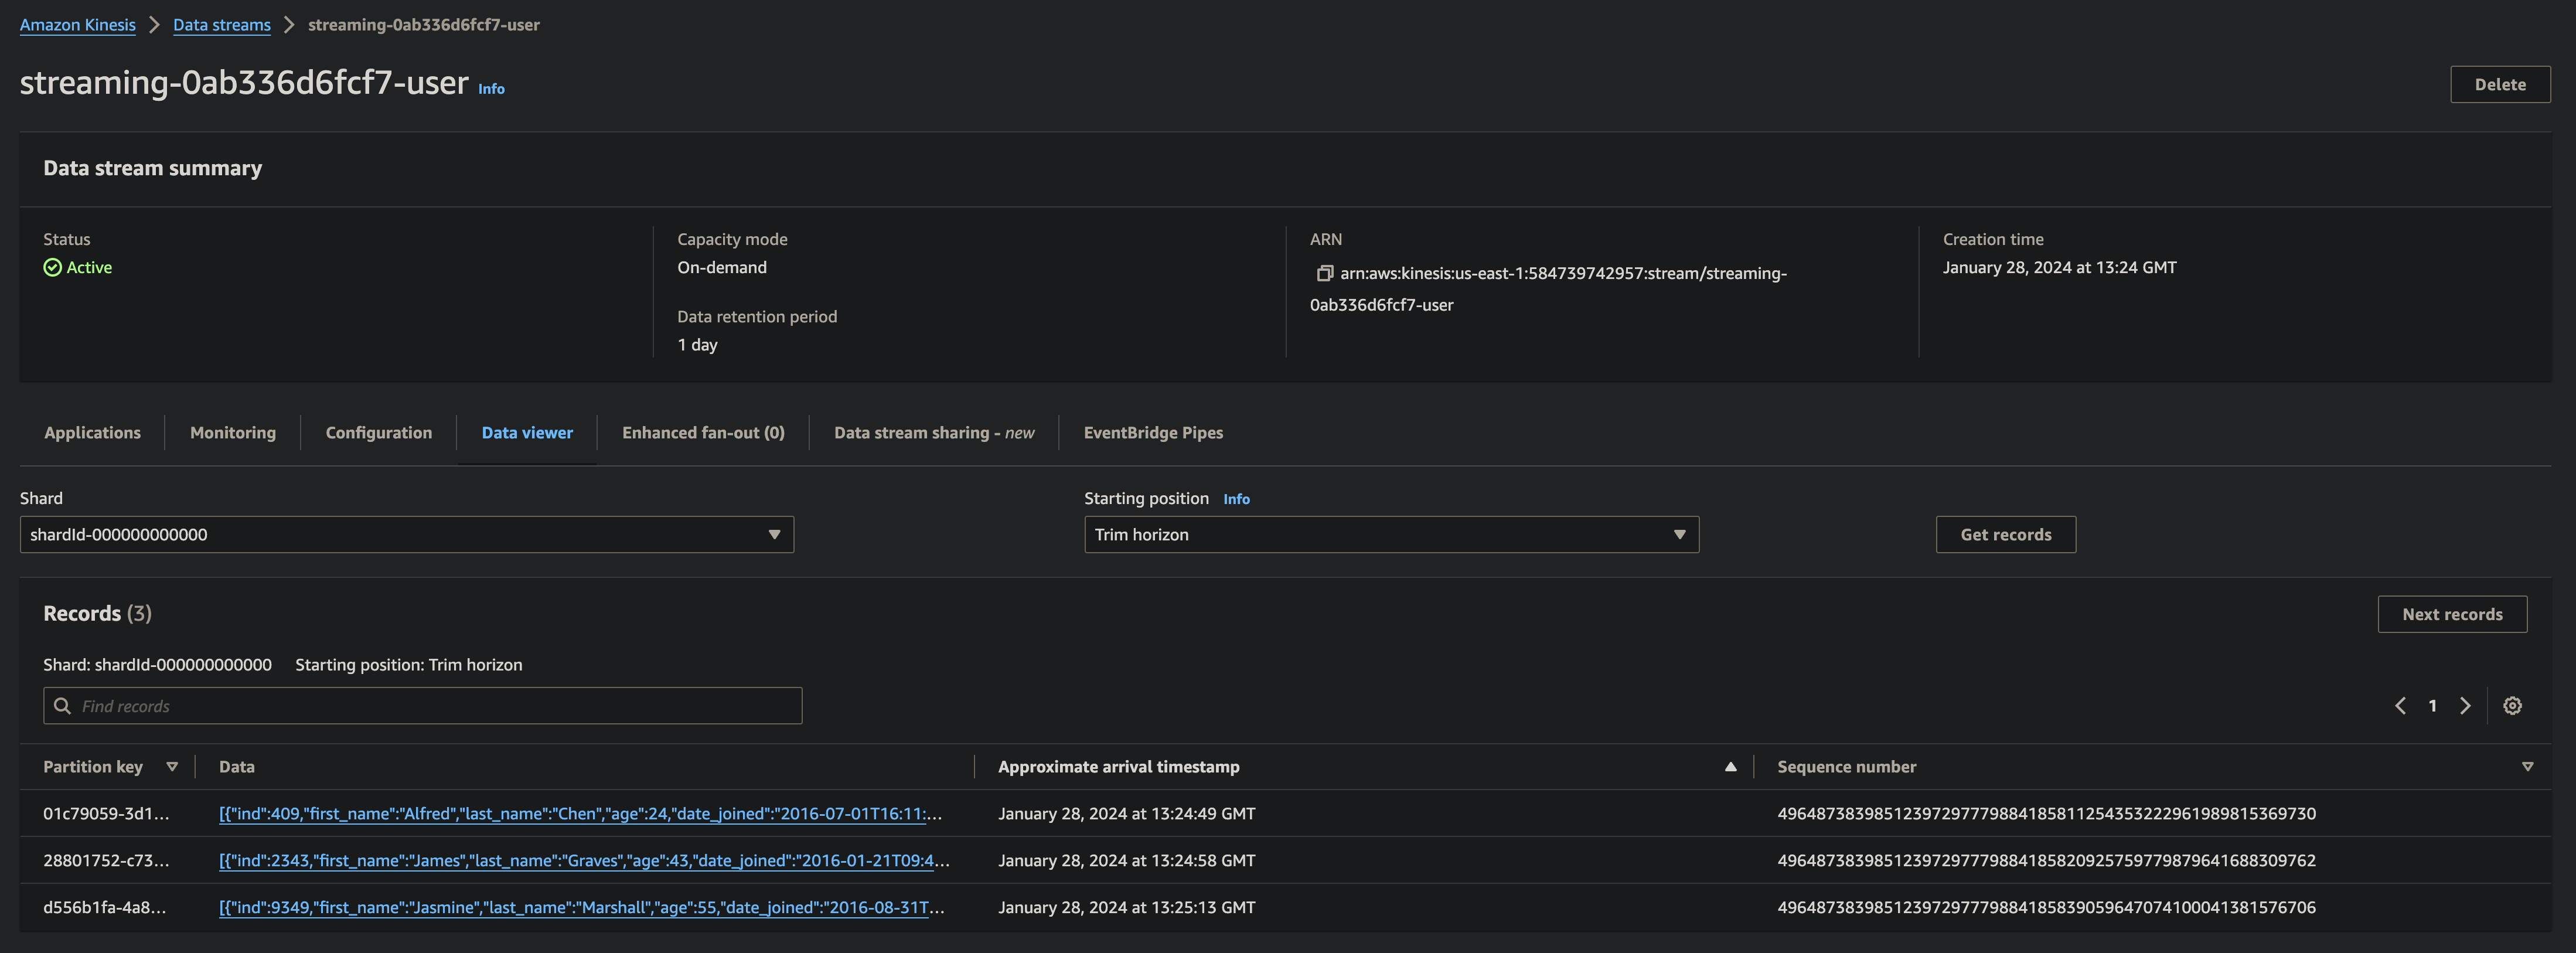 Amazon Kinesis > Data streams > streaming-0ab336d6fcf7-user
streaming-0ab336d6fcf7-user Info
Delete
Data stream summary
Status
Active
Capacity mode
On-demand
Data retention period
1 day
ARN
arn:aws:kinesis:us-east-1:584739742957:stream/streaming-
0ab336d6fcf7-user
Creation time
January 28, 2024 at 13:24 GMT
Applications Monitoring Configuration Data viewer Enhanced fan-out (0) Data stream sharing - new EventBridge Pipes
Shard
shardId-000000000000
Starting position Info
Trim horizon
Get records
Records (3)
Next records
Shard: shardId-000000000000 Starting position: Trim horizon
Find records
1
Partition key Data Approximate arrival timestamp Sequence number
01c79059-3d1... [{"ind":409,"first_name":"Alfred","last_name":"Chen","age":24,"date_joined":"2016-07-01T16:11:... January 28, 2024 at 13:24:49 GMT 49648738398512397297779884185811254353222961989815369730
28801752-c73... [{"ind":2343,"first_name":"James","last_name":"Graves","age":43,"date_joined":"2016-01-21T09:4... January 28, 2024 at 13:24:58 GMT 49648738398512397297779884185820925759779879641688309762
d556b1fa-4a8... [{"ind":9349,"first_name":"Jasmine","last_name":"Marshall","age":55,"date_joined":"2016-08-31T... January 28, 2024 at 13:25:13 GMT 49648738398512397297779884185839059647074100041381576706